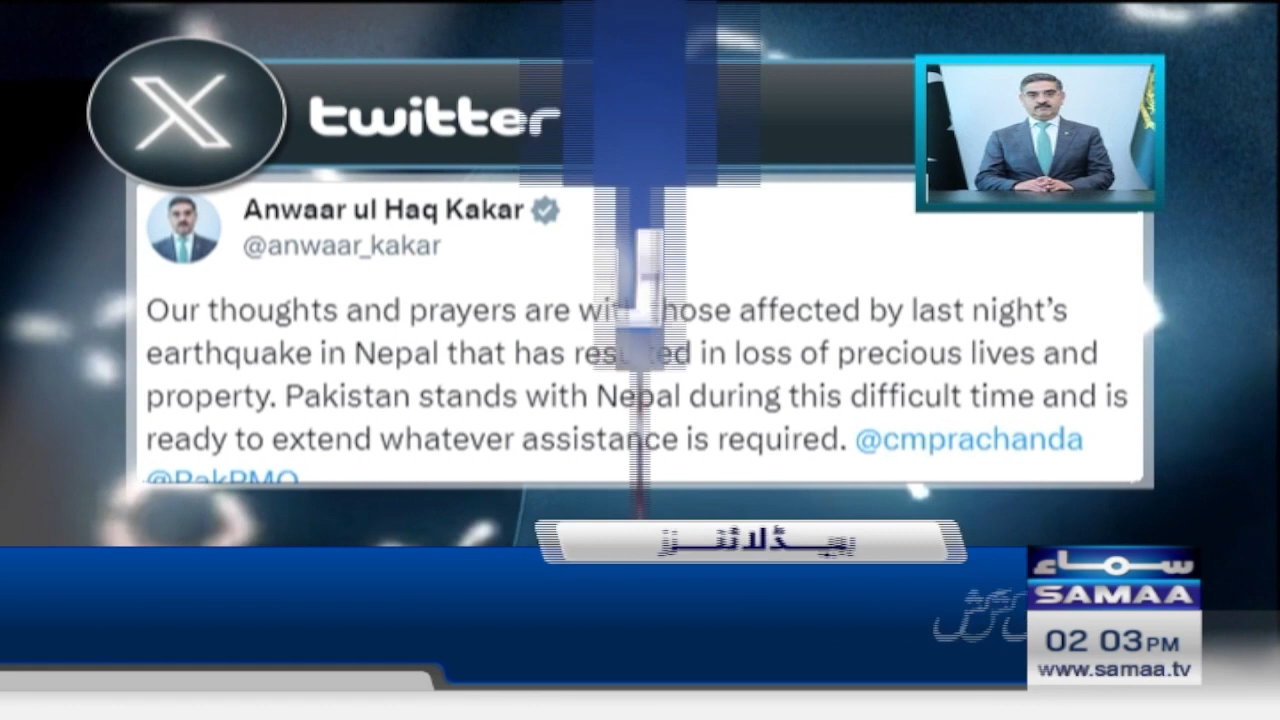 twitter
Anwaar ul Haq Kakar
@anwaar_kakar
Our thoughts and prayers are with those affected by last night's
earthquake in Nepal that has resulted in loss of precious lives and
property. Pakistan stands with Nepal during this difficult time and is
ready to extend whatever assistance is required. @cmprachanda
@PakPMO
ہیڈلائنز
سماء
SAMAA
02 03 PM
www.samaa.tv